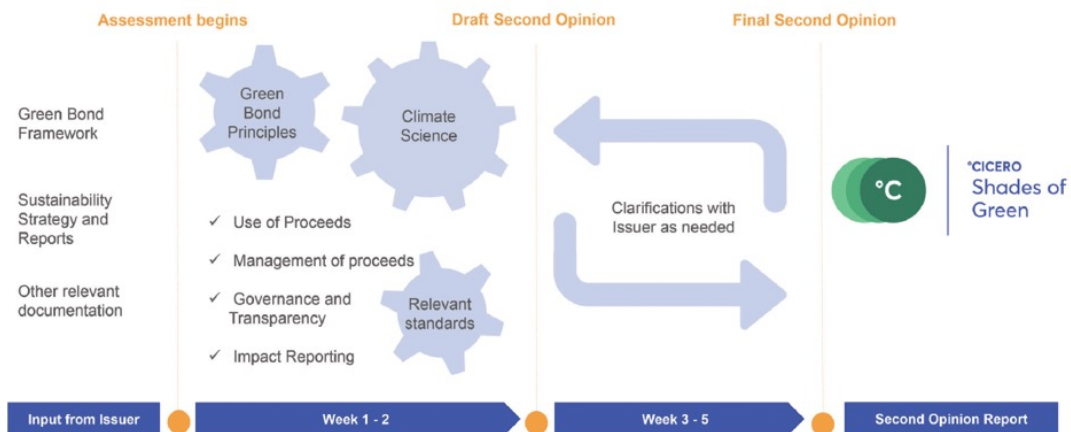 Assessment begins
Draft Second Opinion
Final Second Opinion
Green Bond
Framework
Sustainability
Strategy and
Reports
Other relevant
documentation
Green
Bond
Principles
Climate
Science
✓ Use of Proceeds
✓ Management of proceeds
✓ Governance and
Transparency
✓ Impact Reporting
Relevant
standards
Clarifications with
Issuer as needed
°C
°CICERO
Shades of
Green
Input from Issuer
Week 1 - 2
Week 3 - 5
Second Opinion Report